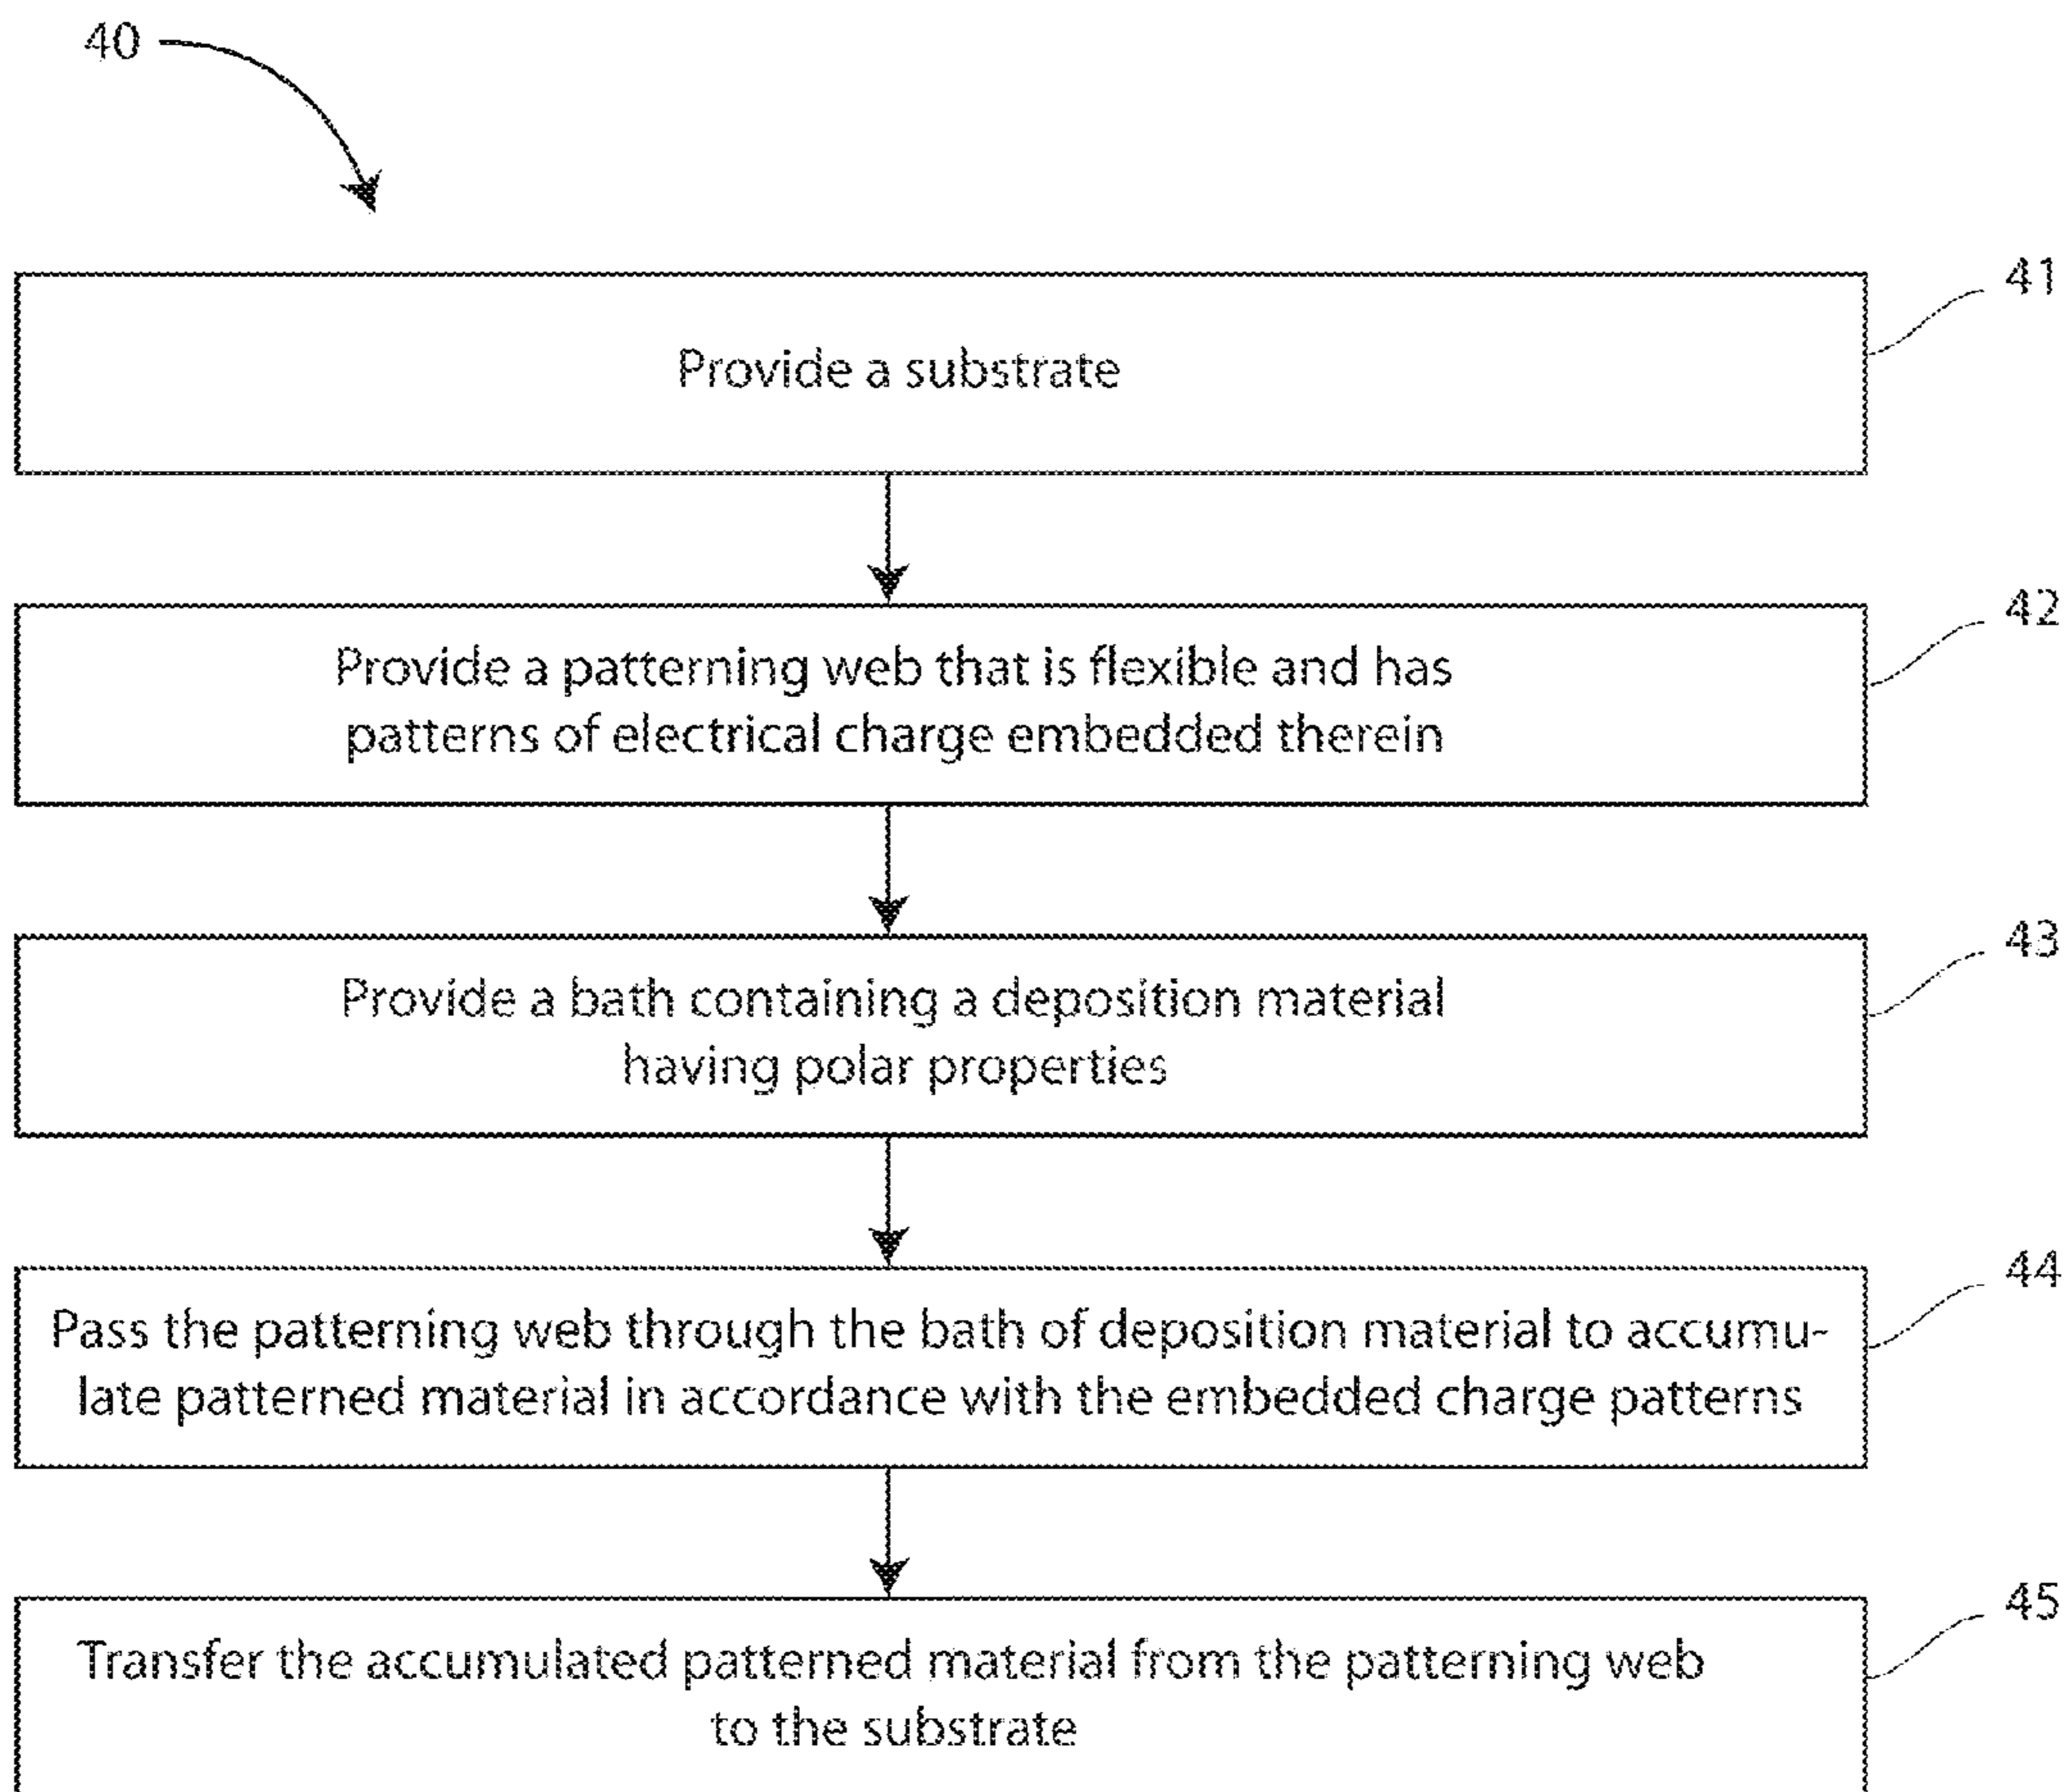 40
41
Provide a substrate
42
Provide a patterning web that is flexible and has
patterns of electrical charge embedded therein
43
Provide a bath containing a deposition material
having polar properties
44
Pass the patterning web through the bath of deposition material to accumu-
late patterned material in accordance with the embedded charge patterns
45
Transfer the accumulated patterned material from the patterning web
to the substrate